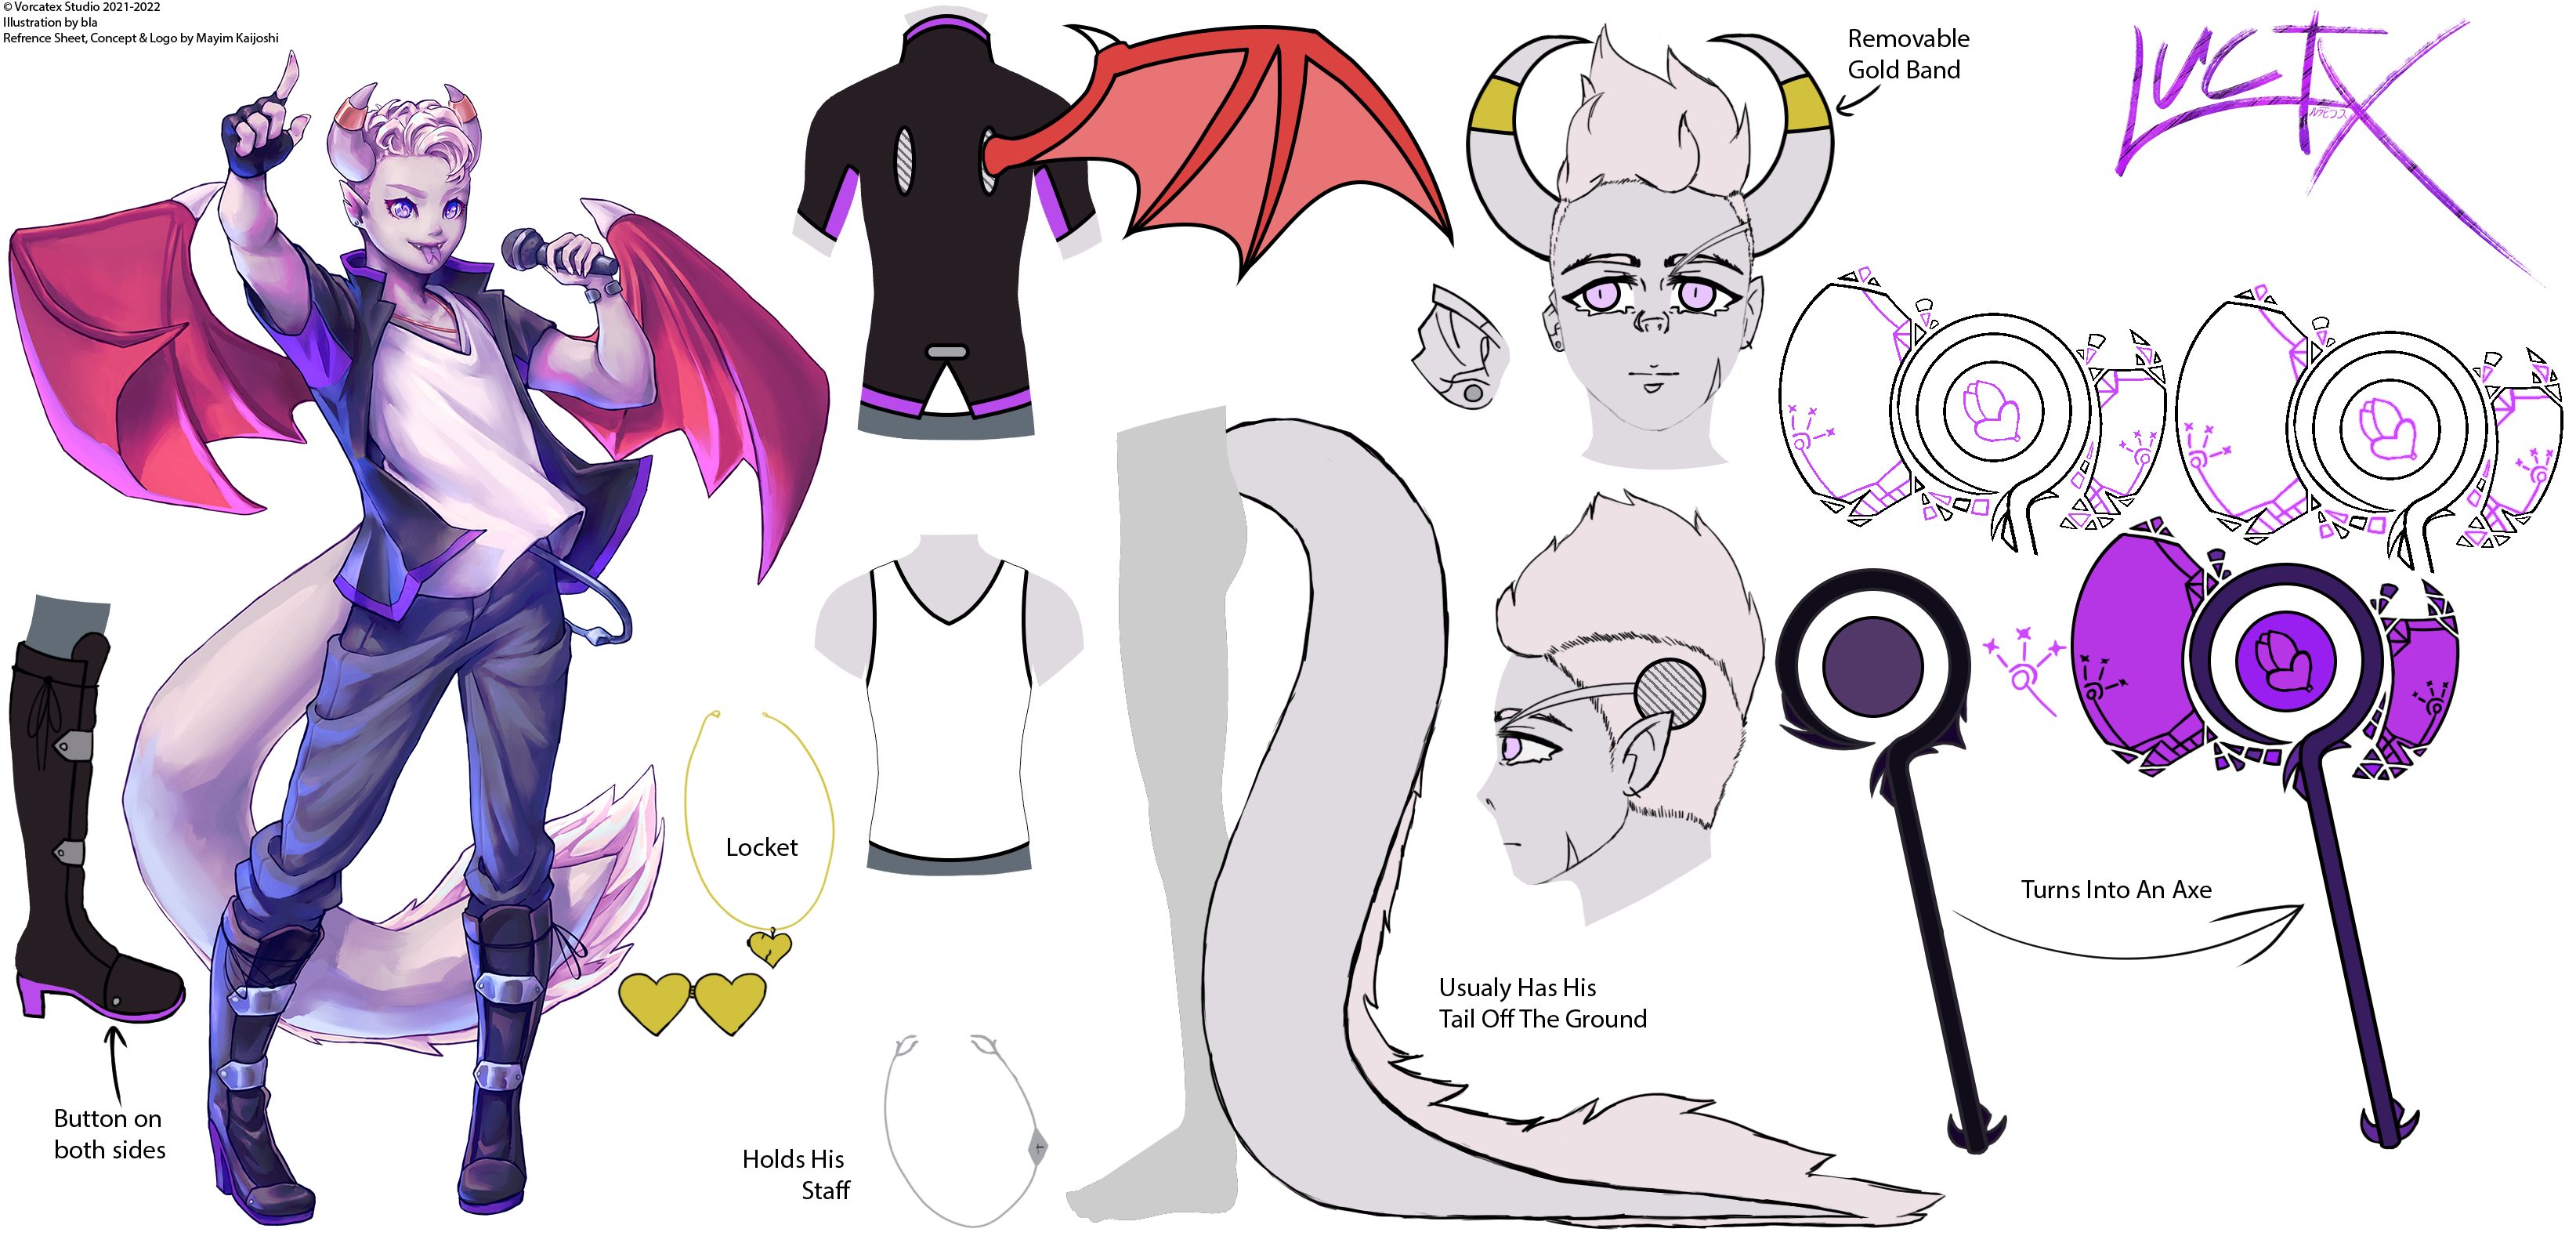 © Vorcatex Studio 2021-2022
Illustration by bla
Refrence Sheet, Concept & Logo by Mayim Kaijoshi
Removable
Gold Band
LUCTX
Locket
Turns Into An Axe
Usualy Has His
Tail Off The Ground
Button on
both sides
Holds His
Staff